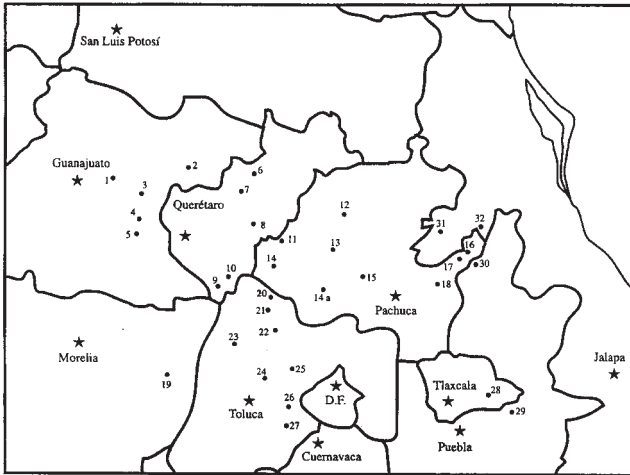 San Luis Potosí
Guanajuato
1
2
3
4
5
6
7
Querétaro
8
9
10
11
12
13
14
14a
15
Pachuca
31
32
16
17
18
30
20
21
22
23
24
25
26
27
Morelia
19
Toluca
D.F.
Cuernavaca
Tlaxcala
28
29
Puebla
Jalapa